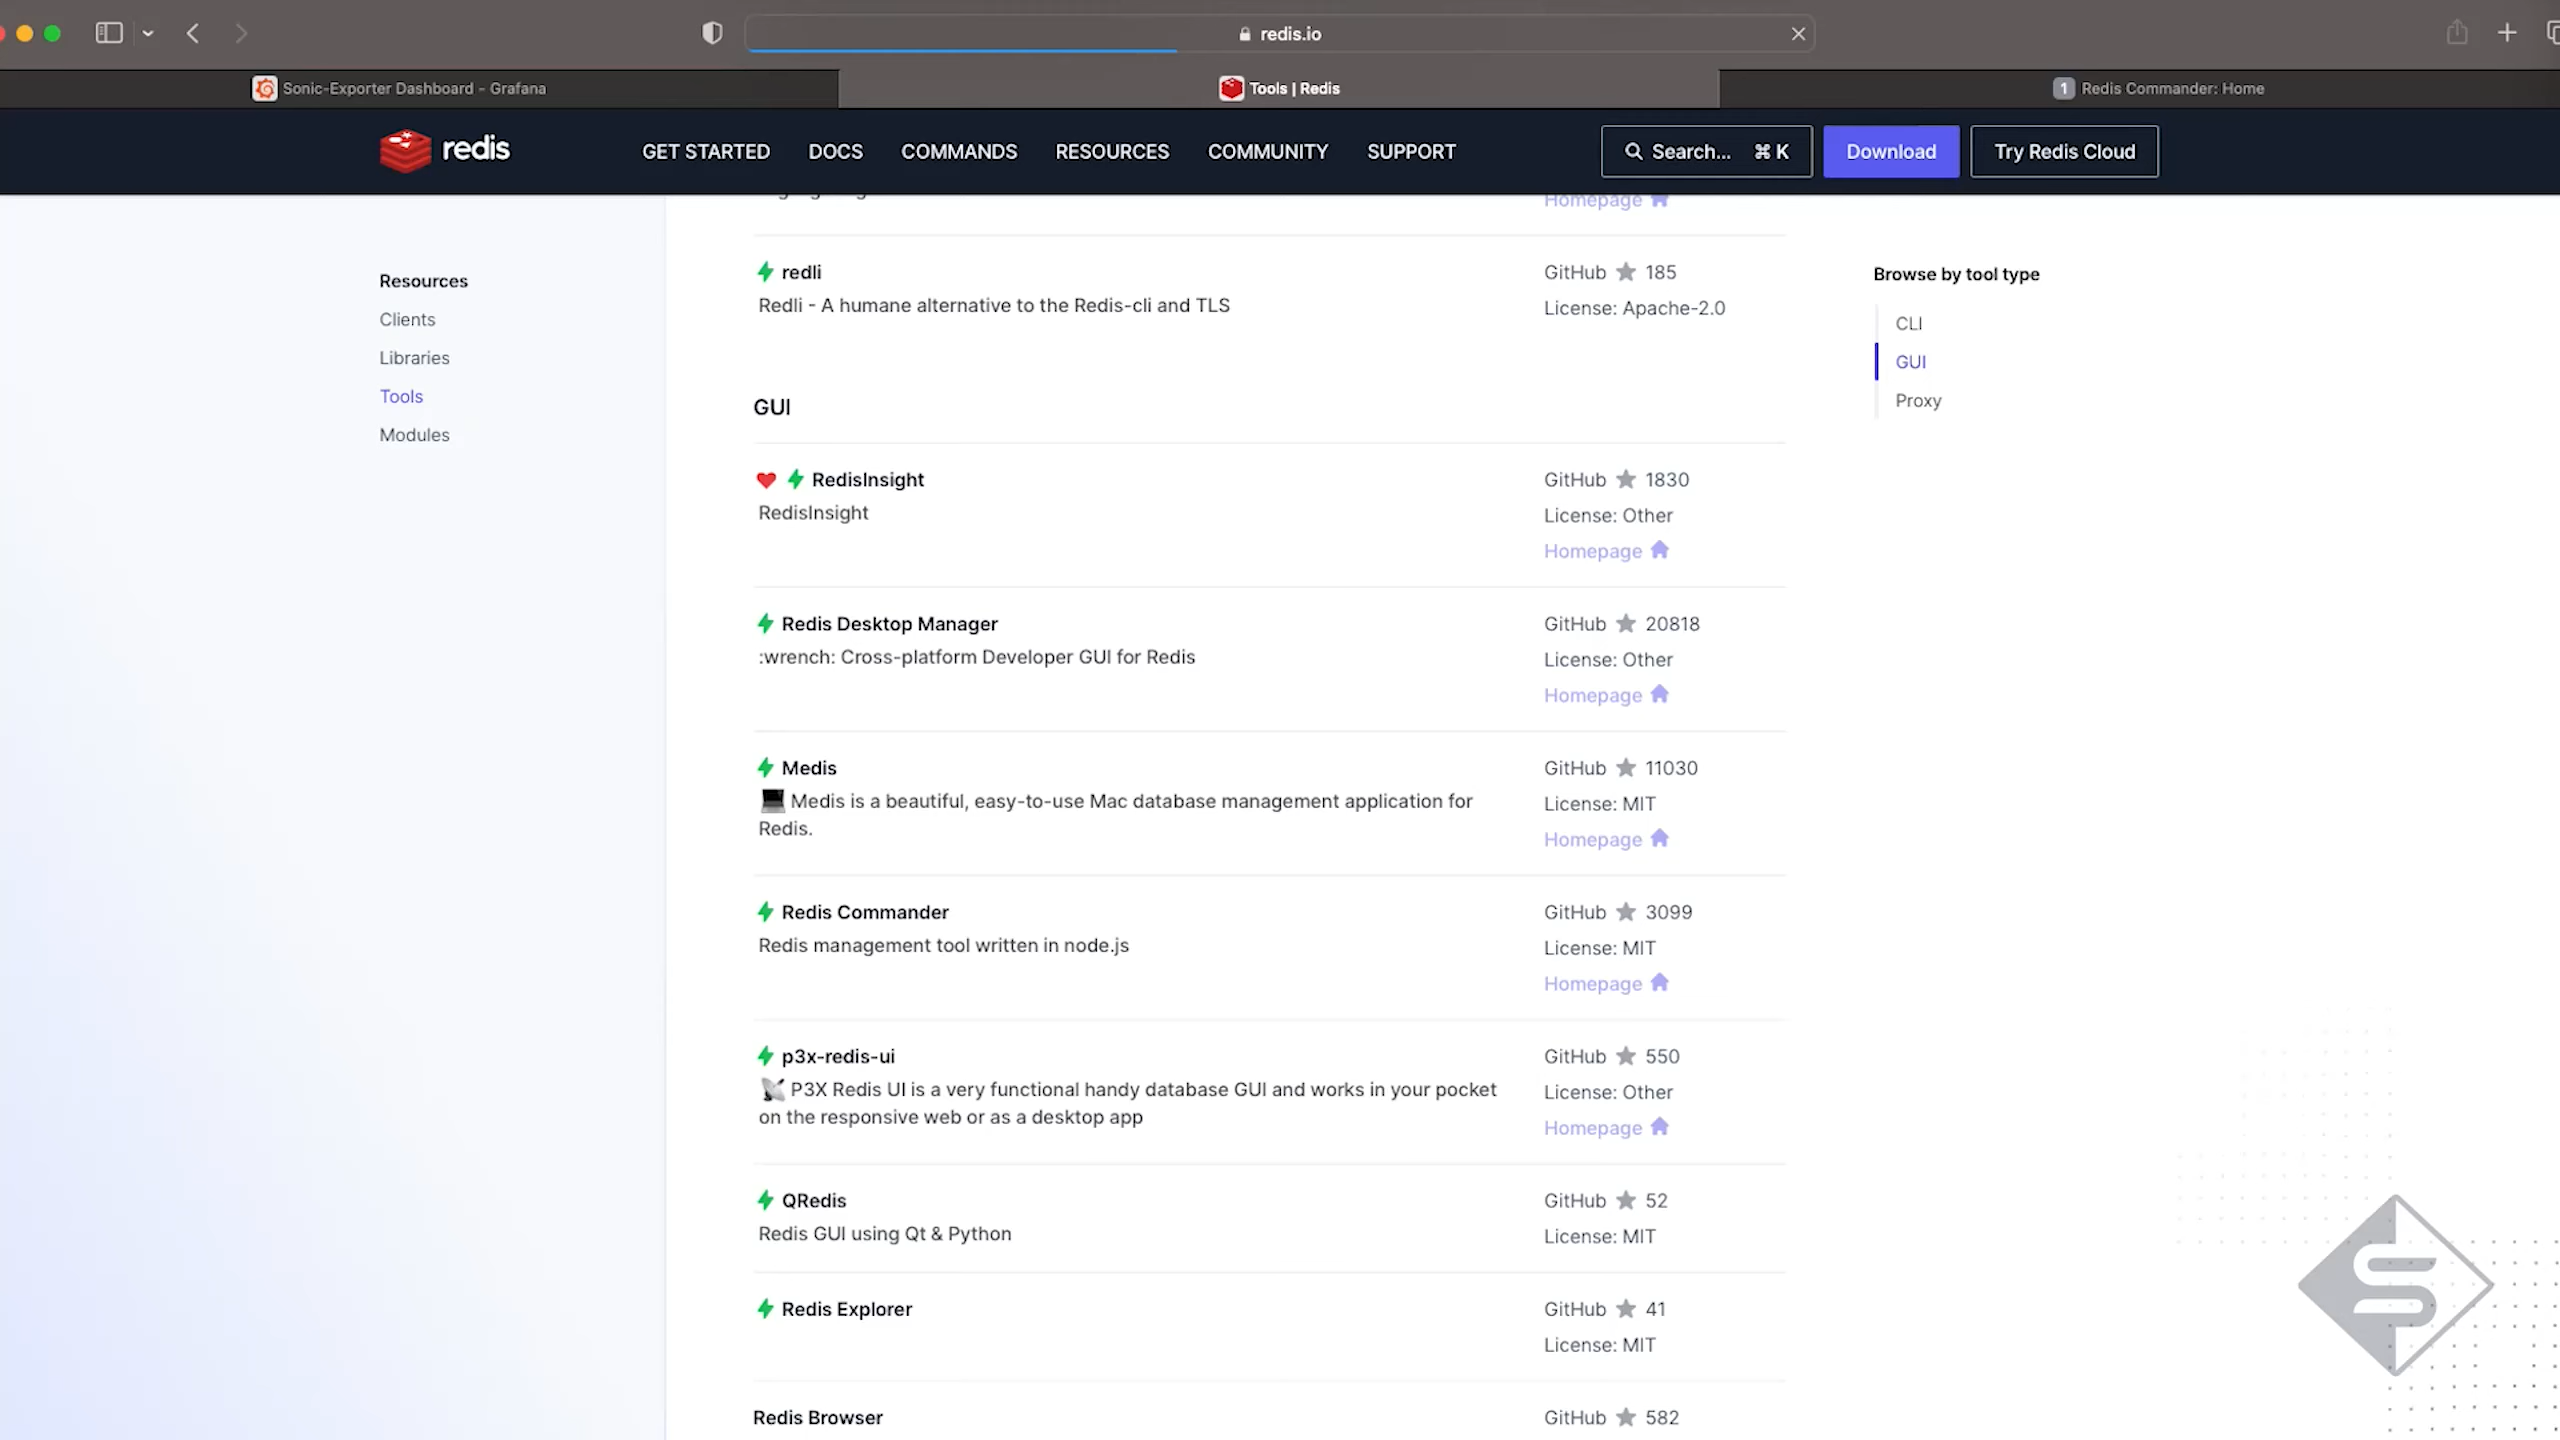 redis.io
Sonic-Exporter Dashboard - Grafana
Tools | Redis
1 Redis Commander: Home
redis
GET STARTED
DOCS
COMMANDS
RESOURCES
COMMUNITY
SUPPORT
Search... ⌘ K
Download
Try Redis Cloud
Resources
Clients
Libraries
Tools
Modules
Homepage
redli
Redli - A humane alternative to the Redis-cli and TLS
GitHub ★ 185
License: Apache-2.0
GUI
RedisInsight
RedisInsight
GitHub ★ 1830
License: Other
Homepage
Redis Desktop Manager
:wrench: Cross-platform Developer GUI for Redis
GitHub ★ 20818
License: Other
Homepage
Medis
Medis is a beautiful, easy-to-use Mac database management application for
Redis.
GitHub ★ 11030
License: MIT
Homepage
Redis Commander
Redis management tool written in node.js
GitHub ★ 3099
License: MIT
Homepage
p3x-redis-ui
P3X Redis UI is a very functional handy database GUI and works in your pocket
on the responsive web or as a desktop app
GitHub ★ 550
License: Other
Homepage
QRedis
Redis GUI using Qt & Python
GitHub ★ 52
License: MIT
Redis Explorer
GitHub ★ 41
License: MIT
Redis Browser
GitHub ★ 582
Browse by tool type
CLI
GUI
Proxy